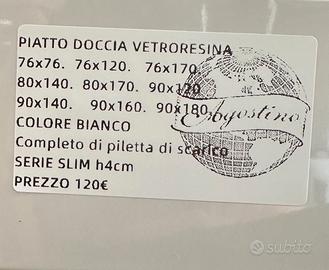 PIATTO DOCCIA VETRORESINA
76x76. 76x120. 76x170
80x140. 80x170. 90x120
90x140. 90x160. 90x180
Agostino
COLORE BIANCO
Completo di piletta di scarico
SERIE SLIM h4cm
PREZZO 120€
subito